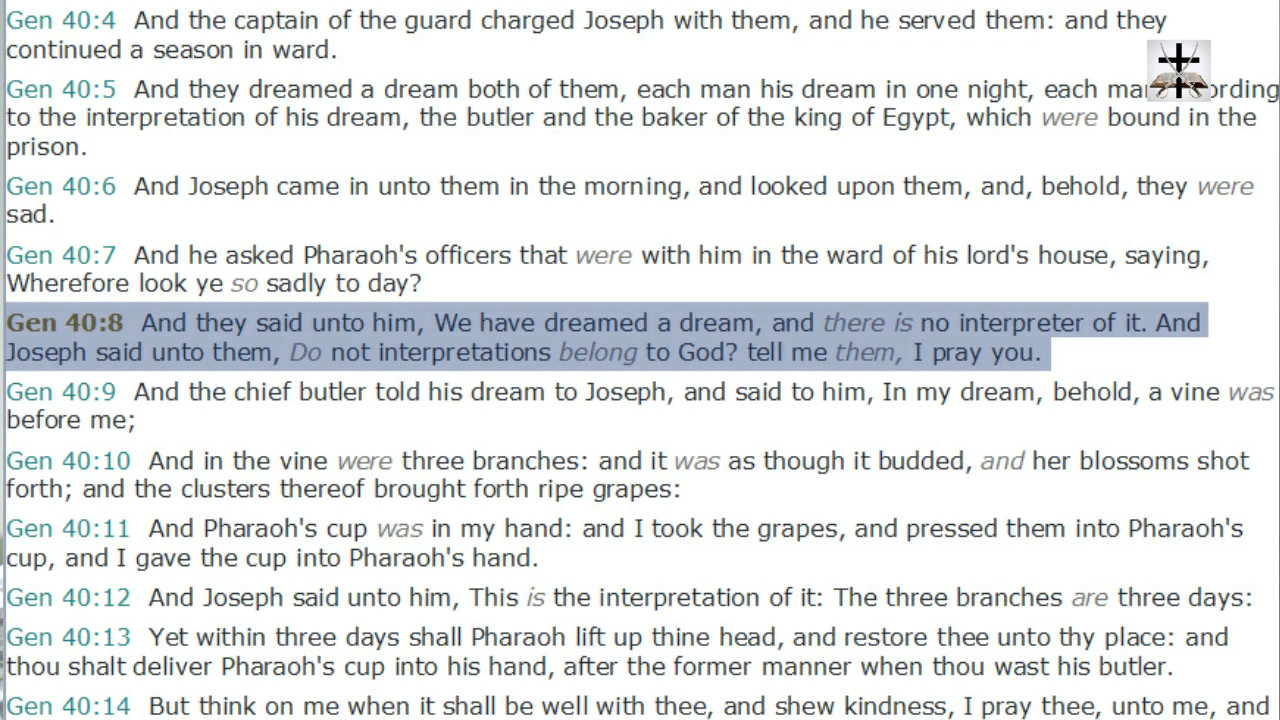 Gen 40:4 And the captain of the guard charged Joseph with them, and he served them: and they
continued a season in ward.
Gen 40:5 And they dreamed a dream both of them, each man his dream in one night, each
to the interpretation of his dream, the butler and the baker of the king of Egypt, which were bound in the
prison.
Gen 40:6 And Joseph came in unto them in the morning, and looked upon them, and, behold, they were
sad.
Gen 40:7 And he asked Pharaoh's officers that were with him in the ward of his lord's house, saying,
Wherefore look ye so sadly to day?
Gen 40:8 And they said unto him, We have dreamed a dream, and there is no interpreter of it. And
Joseph said unto them, Do not interpretations belong to God? tell me them, I pray you.
Gen 40:9 And the chief butler told his dream to Joseph, and said to him, In my dream, behold, a vine was
before me;
Gen 40:10 And in the vine were three branches: and it was as though it budded, and her blossoms shot
forth; and the clusters thereof brought forth ripe grapes:
Gen 40:11 And Pharaoh's cup was in my hand: and I took the grapes, and pressed them into Pharaoh's
cup, and I gave the cup into Pharaoh's hand.
Gen 40:12 And Joseph said unto him, This is the interpretation of it: The three branches are three days:
Gen 40:13 Yet within three days shall Pharaoh lift up thine head, and restore thee unto thy place: and
thou shalt deliver Pharaoh's cup into his hand, after the former manner when thou wast his butler.
Gen 40:14 But think on me when it shall be well with thee, and shew kindness, I pray thee, unto me, and